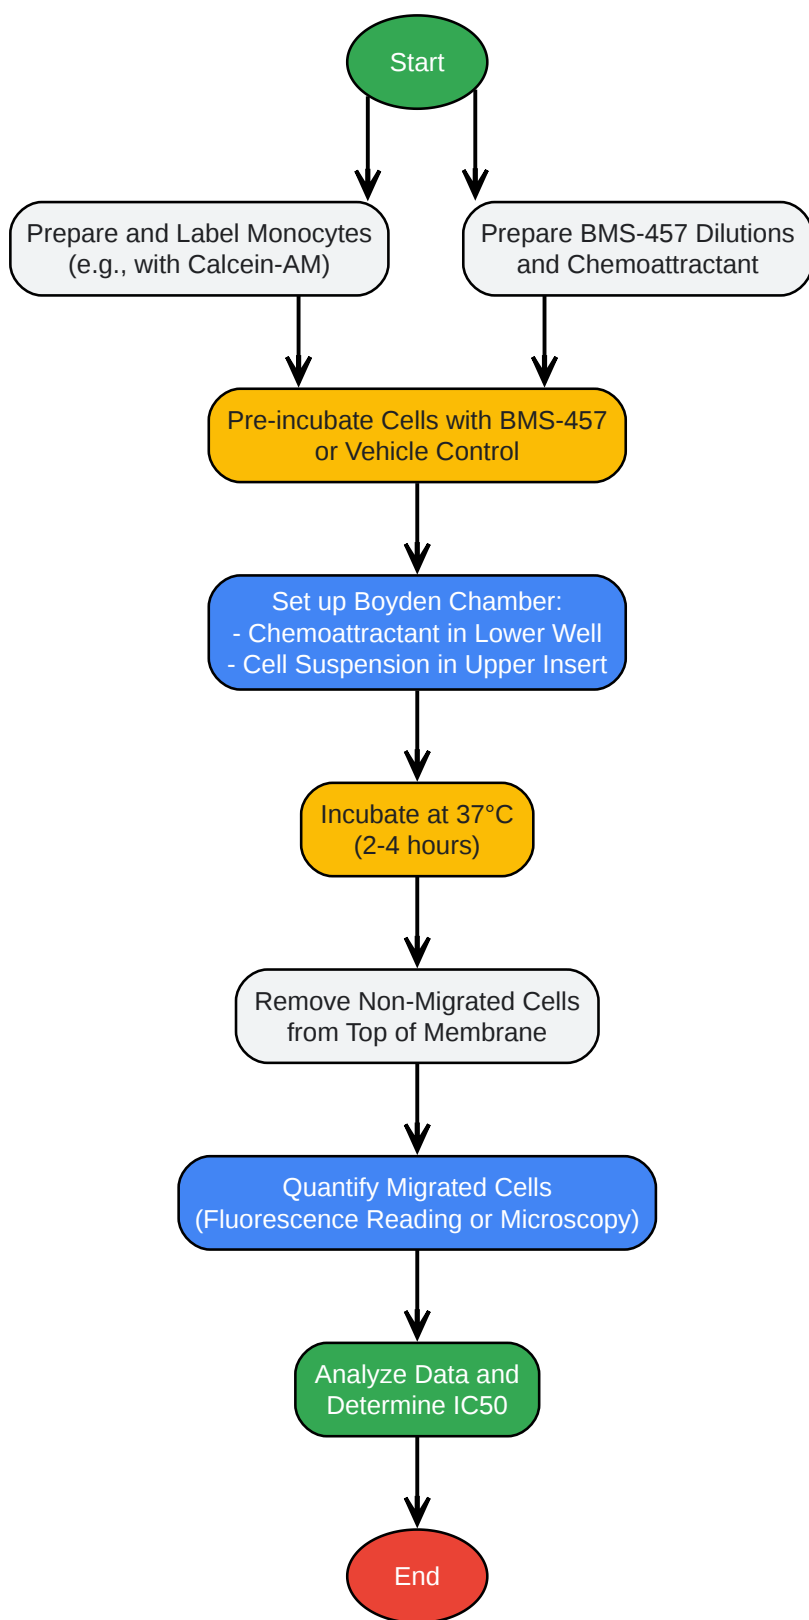 Start
Prepare and Label Monocytes
(e.g., with Calcein-AM)
Prepare BMS-457 Dilutions
and Chemoattractant
Pre-incubate Cells with BMS-457
or Vehicle Control
Set up Boyden Chamber:
- Chemoattractant in Lower Well
- Cell Suspension in Upper Insert
Incubate at 37°C
(2-4 hours)
Remove Non-Migrated Cells
from Top of Membrane
Quantify Migrated Cells
(Fluorescence Reading or Microscopy)
Analyze Data and
Determine IC50
End